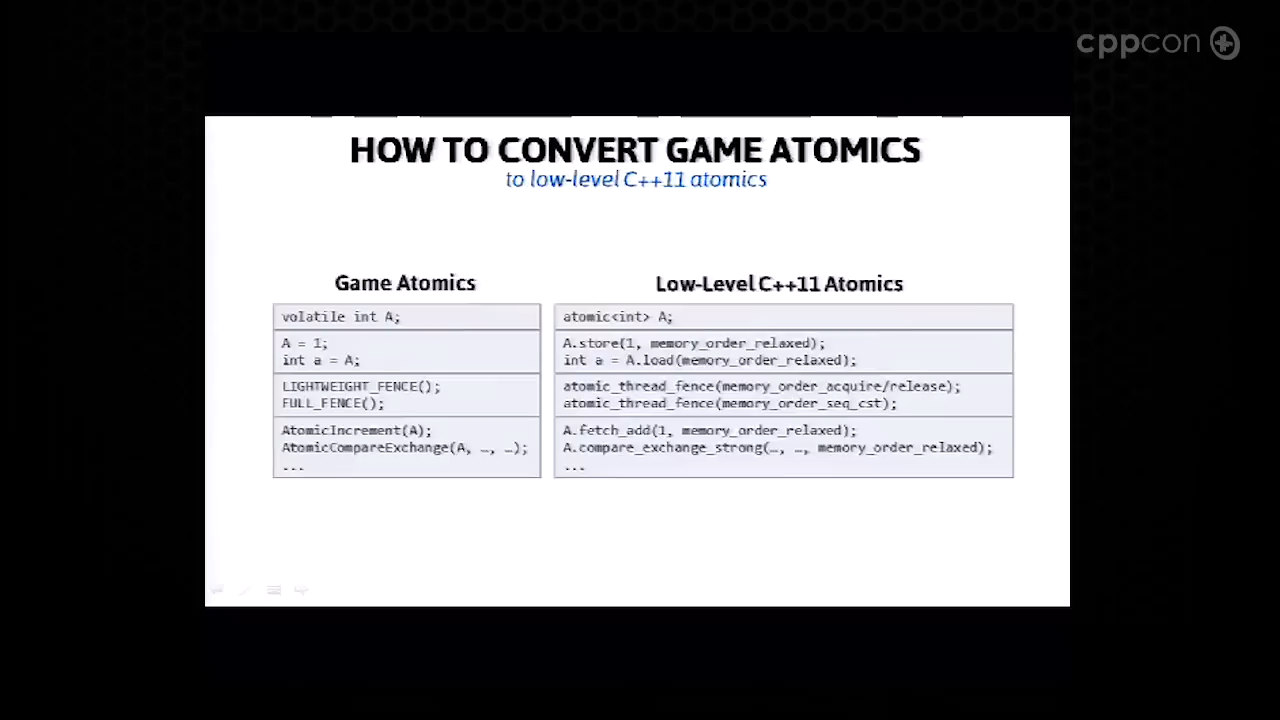 cppcon
HOW TO CONVERT GAME ATOMICS
to low-level C++11 atomics
Game Atomics
volatile int A;
A = 1;
int a = A;
LIGHTWEIGHT_FENCE();
FULL_FENCE();
AtomicIncrement(A);
AtomicCompareExchange(A, …, …);
...
Low-Level C++11 Atomics
atomic<int> A;
A.store(1, memory_order_relaxed);
int a = A.load(memory_order_relaxed);
atomic_thread_fence(memory_order_acquire/release);
atomic_thread_fence(memory_order_seq_cst);
A.fetch_add(1, memory_order_relaxed);
A.compare_exchange_strong(…, …, memory_order_relaxed);
...